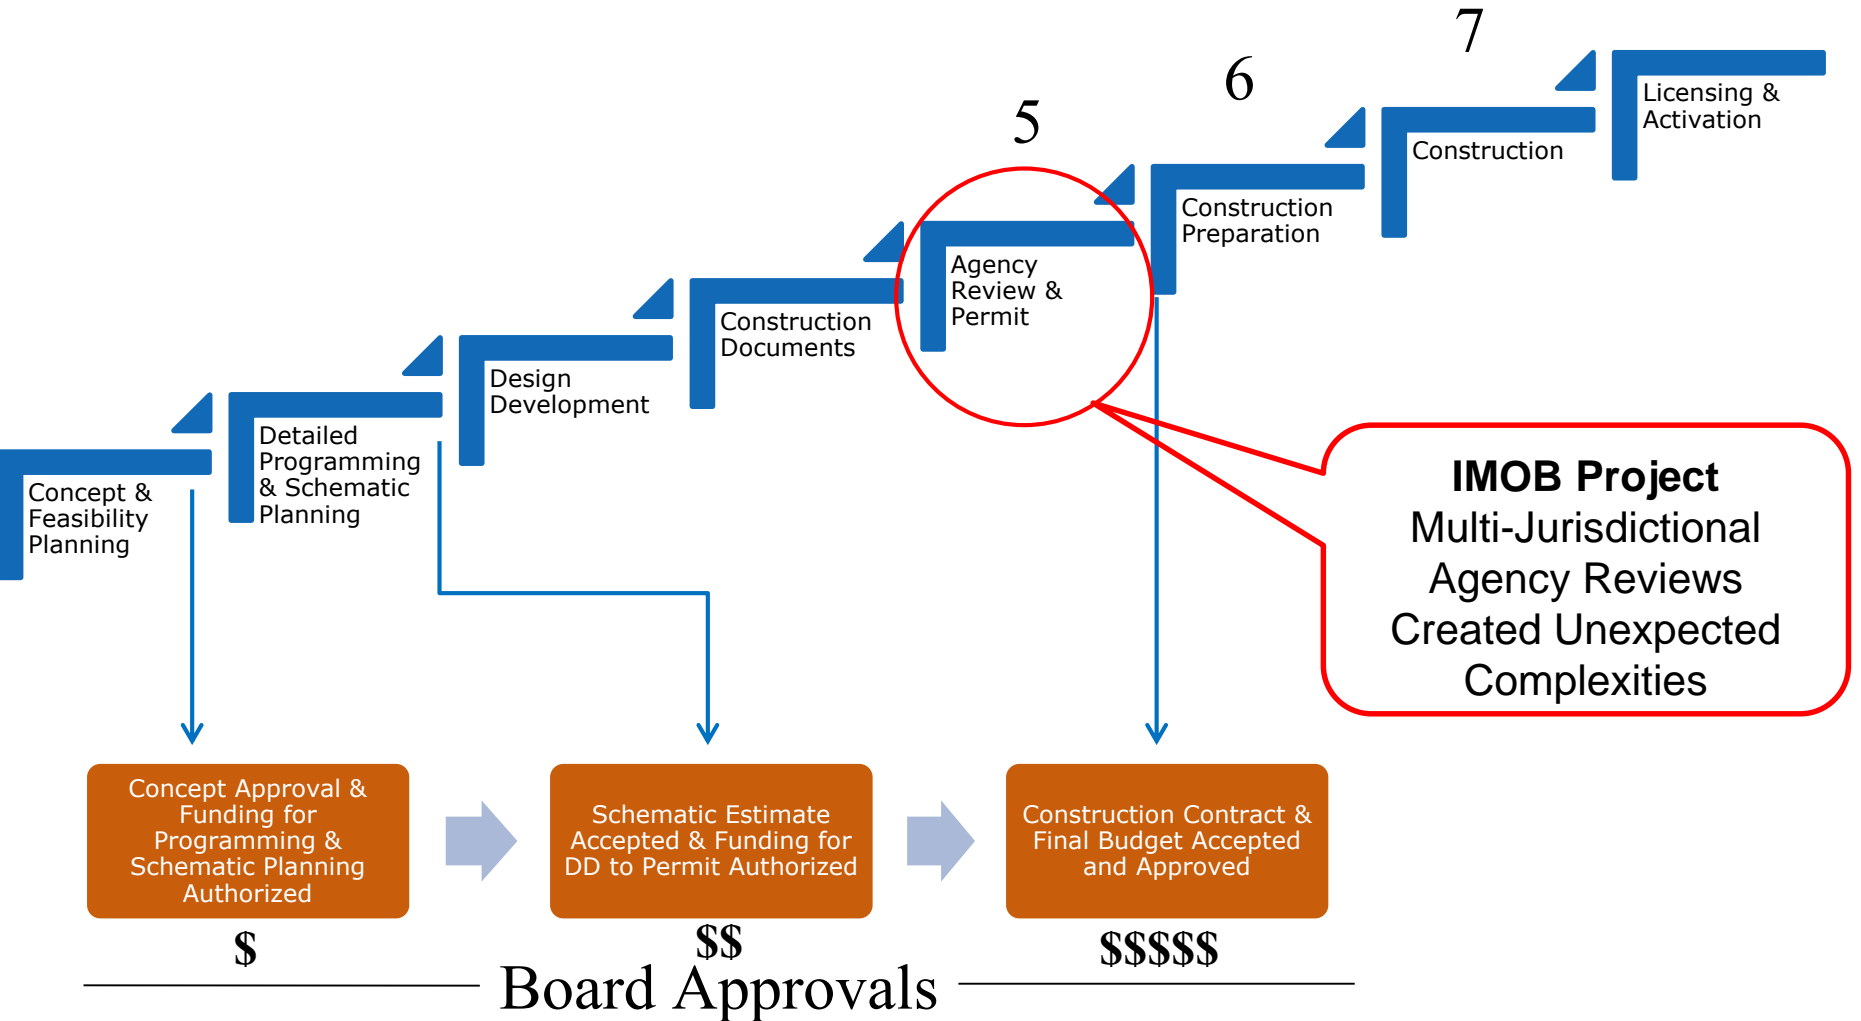 7
6
5
Licensing &
Activation
Construction
Construction
Preparation
Agency
Review &
Permit
Construction
Documents
Design
Development
Detailed
Programming
& Schematic
Planning
Concept &
Feasibility
Planning
IMOB Project
Multi-Jurisdictional
Agency Reviews
Created Unexpected
Complexities
Concept Approval &
Funding for
Programming &
Schematic Planning
Authorized
Schematic Estimate
Accepted & Funding for
DD to Permit Authorized
Construction Contract &
Final Budget Accepted
and Approved
$
$$
$$$$$
Board Approvals